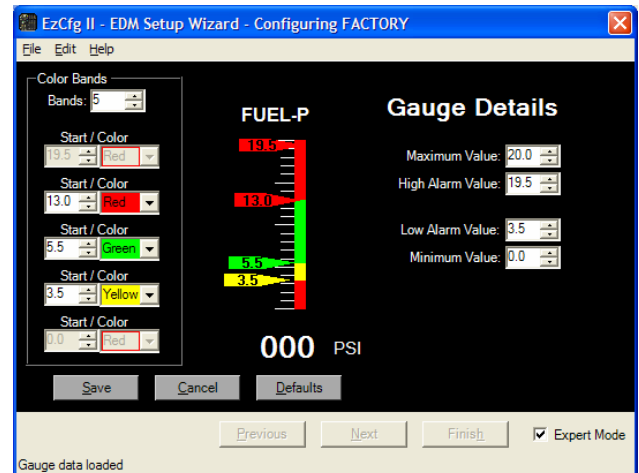 EzCfg II - EDM Setup Wizard - Configuring FACTORY
File Edit Help
Color Bands
Bands: 5
Start / Color
19.5 Red
Start / Color
13.0 Red
Start / Color
5.5 Green
Start / Color
3.5 Yellow
Start / Color
0.0 Red
FUEL-P
19.5
13.0
5.5
3.5
000 PSI
Gauge Details
Maximum Value: 20.0
High Alarm Value: 19.5
Low Alarm Value: 3.5
Minimum Value: 0.0
Save Cancel Defaults
Previous Next Finish Expert Mode
Gauge data loaded